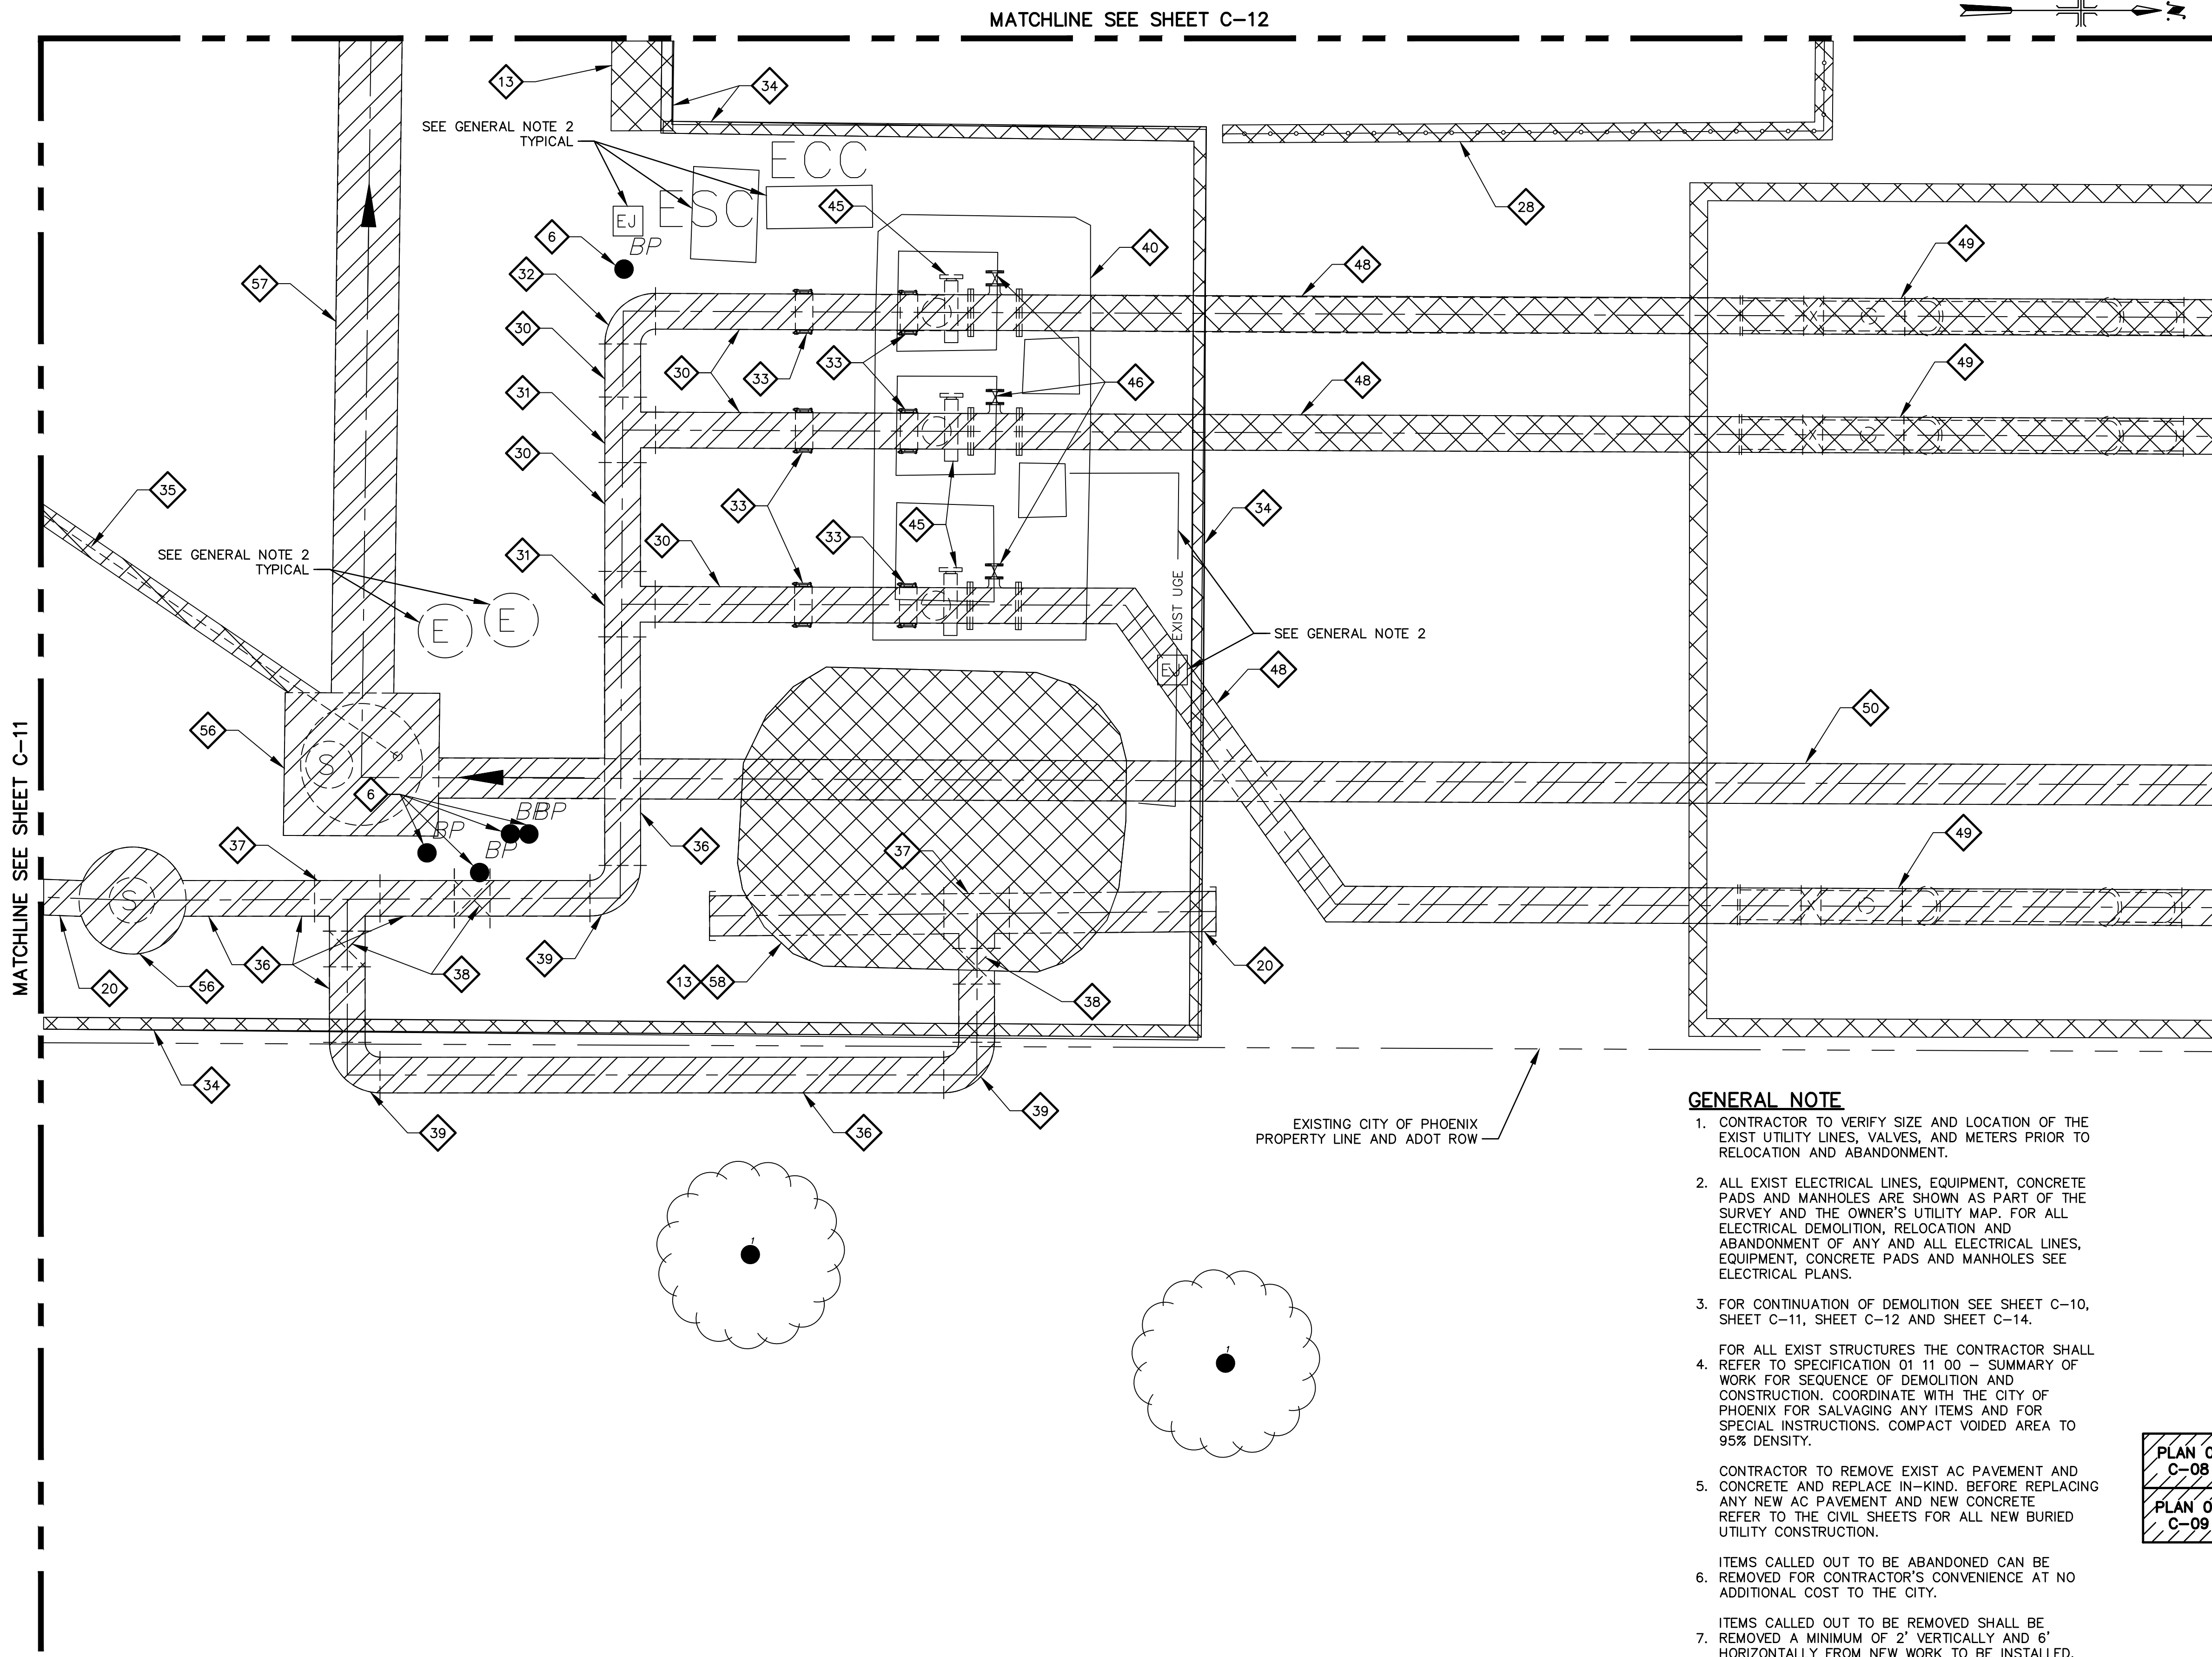 MATCHLINE SEE SHEET C-12
N
13
34
SEE GENERAL NOTE 2
TYPICAL
ECC
ESC
EJ
BP
6
45
40
28
57
32
48
49
30
31
30
33
33
46
48
49
30
35
SEE GENERAL NOTE 2
TYPICAL
E
E
33
45
34
31
30
33
EXIST UGE
SEE GENERAL NOTE 2
EJ
48
MATCHLINE SEE SHEET C-11
56
S
50
6
BP
BP
BP
BP
37
36
37
49
S
20
56
36
38
39
13
58
38
20
34
39
36
39
EXISTING CITY OF PHOENIX
PROPERTY LINE AND ADOT ROW
1
1
GENERAL NOTE
1. CONTRACTOR TO VERIFY SIZE AND LOCATION OF THE
EXIST UTILITY LINES, VALVES, AND METERS PRIOR TO
RELOCATION AND ABANDONMENT.
2. ALL EXIST ELECTRICAL LINES, EQUIPMENT, CONCRETE
PADS AND MANHOLES ARE SHOWN AS PART OF THE
SURVEY AND THE OWNER'S UTILITY MAP. FOR ALL
ELECTRICAL DEMOLITION, RELOCATION AND
ABANDONMENT OF ANY AND ALL ELECTRICAL LINES,
EQUIPMENT, CONCRETE PADS AND MANHOLES SEE
ELECTRICAL PLANS.
3. FOR CONTINUATION OF DEMOLITION SEE SHEET C-10,
SHEET C-11, SHEET C-12 AND SHEET C-14.
FOR ALL EXIST STRUCTURES THE CONTRACTOR SHALL
4. REFER TO SPECIFICATION 01 11 00 - SUMMARY OF
WORK FOR SEQUENCE OF DEMOLITION AND
CONSTRUCTION. COORDINATE WITH THE CITY OF
PHOENIX FOR SALVAGING ANY ITEMS AND FOR
SPECIAL INSTRUCTIONS. COMPACT VOIDED AREA TO
95% DENSITY.
CONTRACTOR TO REMOVE EXIST AC PAVEMENT AND
5. CONCRETE AND REPLACE IN-KIND. BEFORE REPLACING
ANY NEW AC PAVEMENT AND NEW CONCRETE
REFER TO THE CIVIL SHEETS FOR ALL NEW BURIED
UTILITY CONSTRUCTION.
ITEMS CALLED OUT TO BE ABANDONED CAN BE
6. REMOVED FOR CONTRACTOR'S CONVENIENCE AT NO
ADDITIONAL COST TO THE CITY.
ITEMS CALLED OUT TO BE REMOVED SHALL BE
7. REMOVED A MINIMUM OF 2' VERTICALLY AND 6'
HORIZONTALLY FROM NEW WORK TO BE INSTALLED.
PLAN
C-08
PLAN
C-09